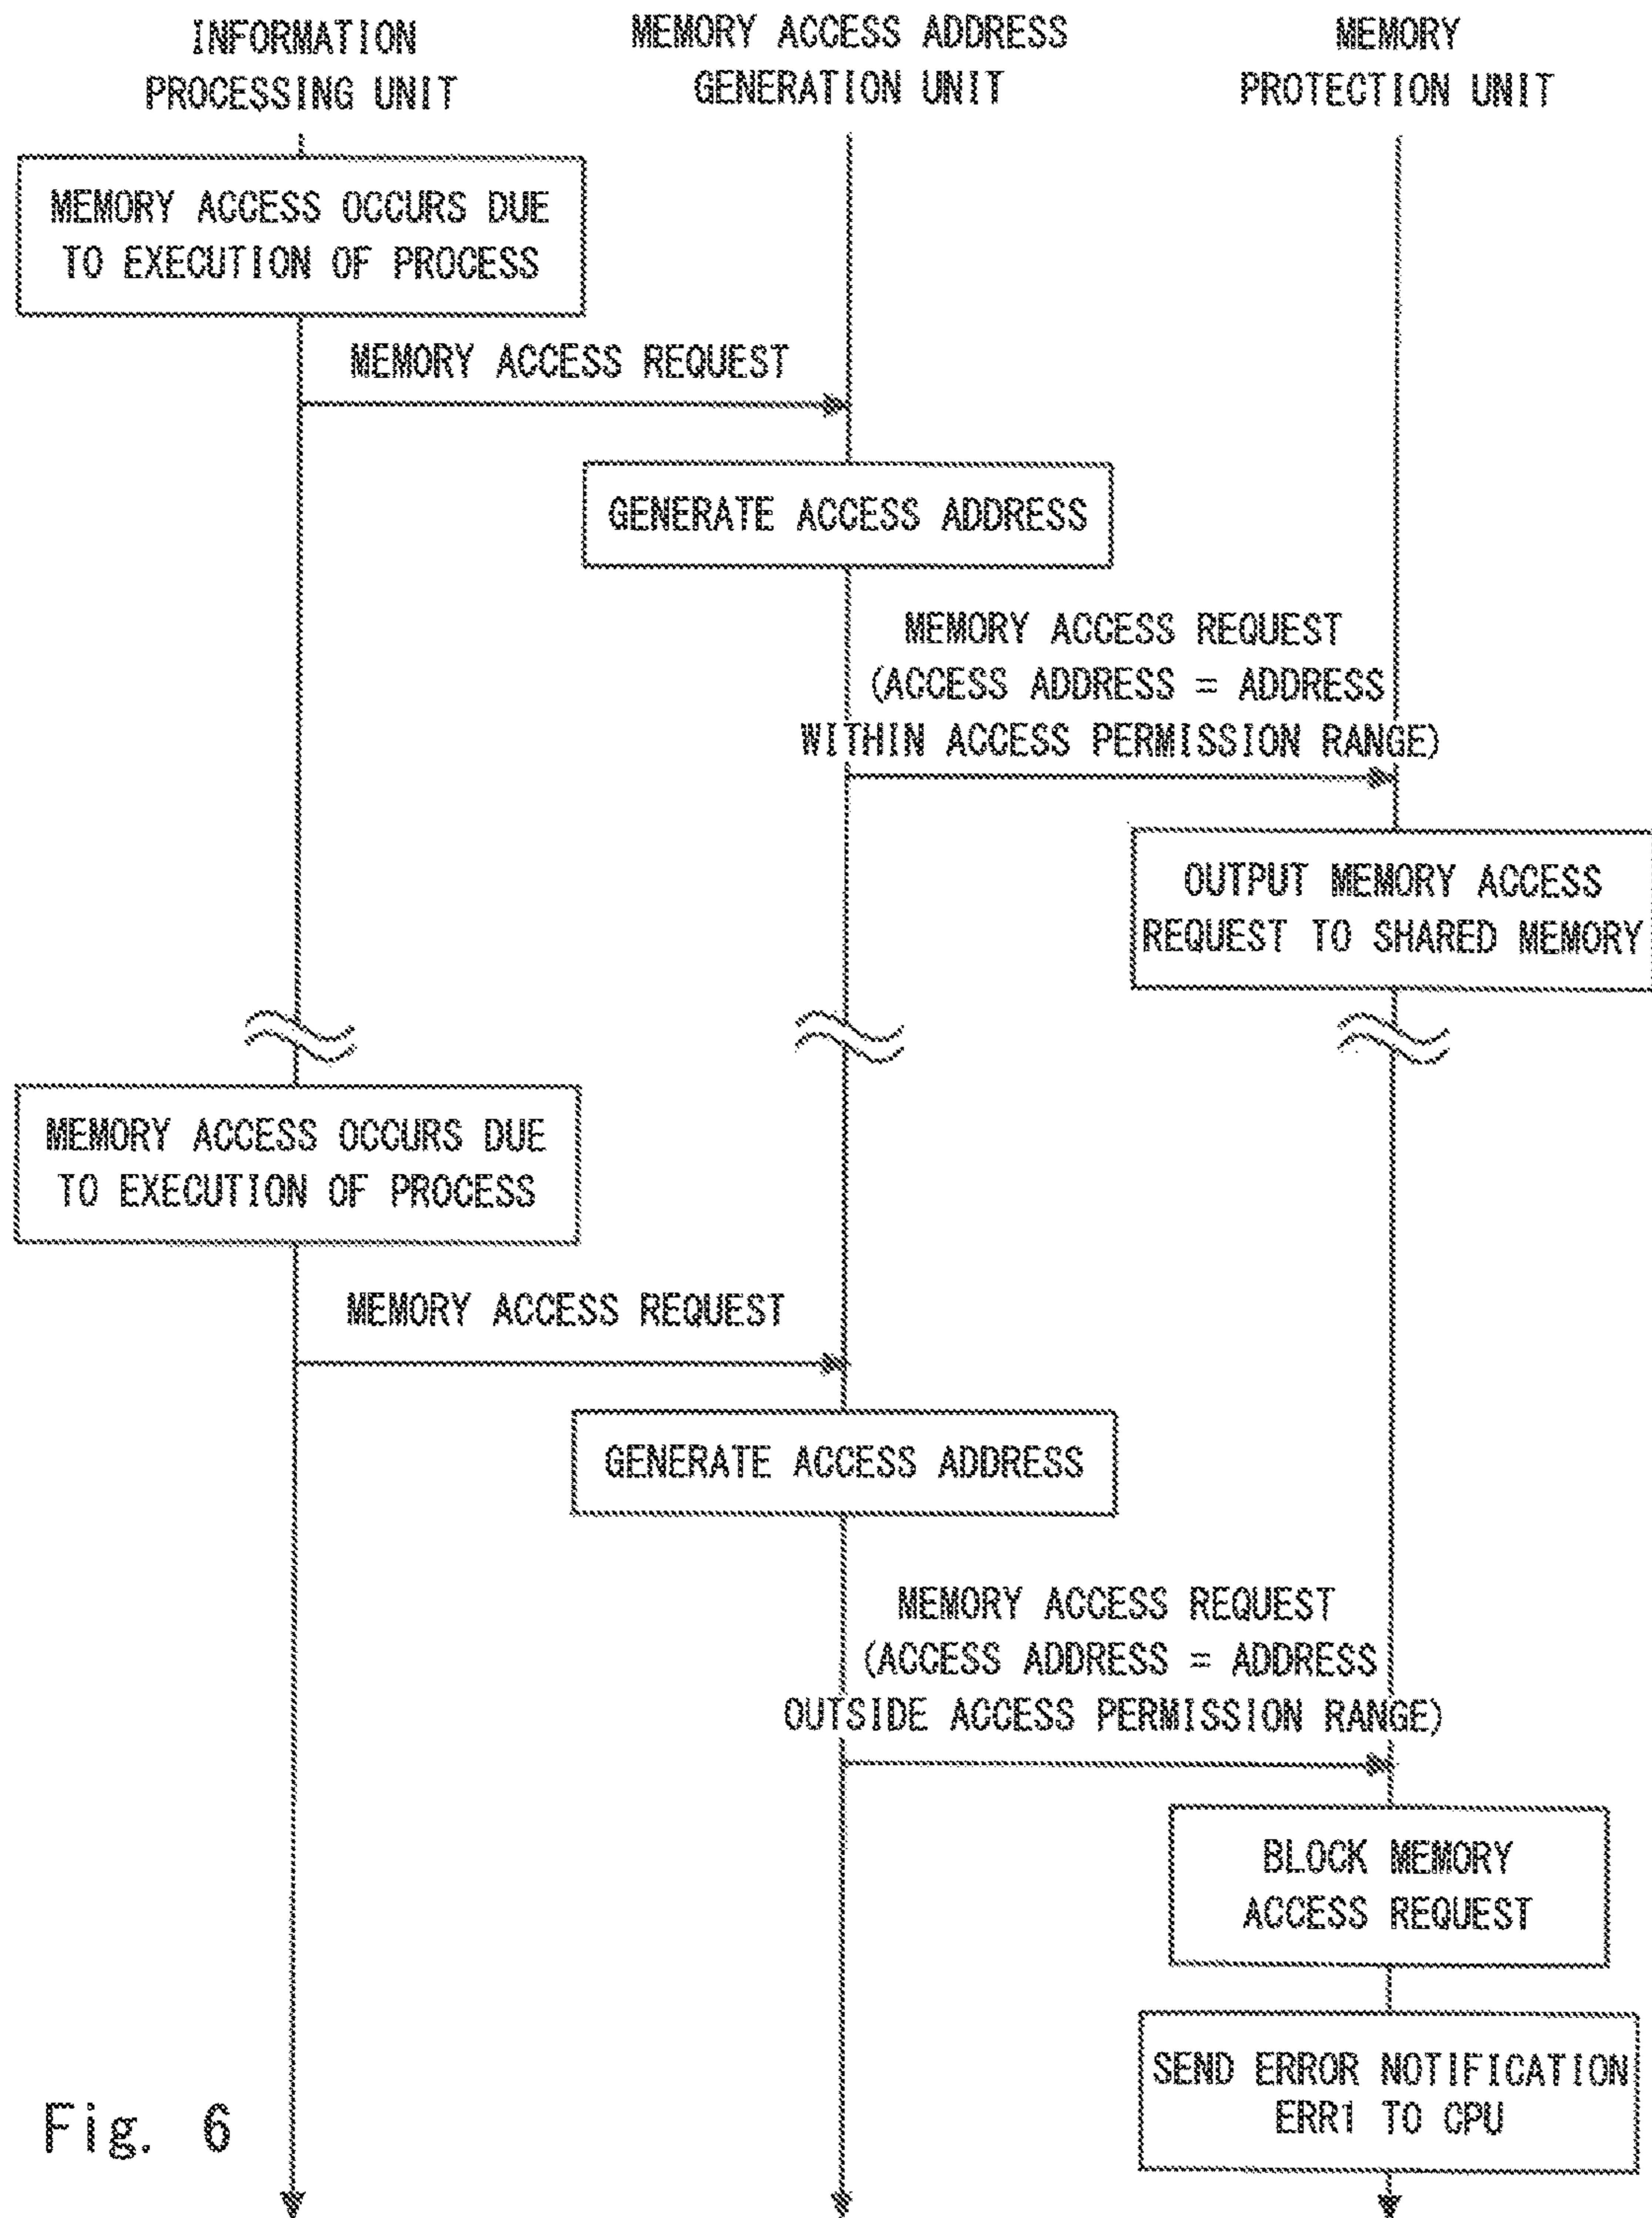 INFORMATION
PROCESSING UNIT
MEMORY ACCESS ADDRESS
GENERATION UNIT
MEMORY
PROTECTION UNIT
MEMORY ACCESS OCCURS DUE
TO EXECUTION OF PROCESS
MEMORY ACCESS REQUEST
GENERATE ACCESS ADDRESS
MEMORY ACCESS REQUEST
(ACCESS ADDRESS = ADDRESS
WITHIN ACCESS PERMISSION RANGE)
OUTPUT MEMORY ACCESS
REQUEST TO SHARED MEMORY
MEMORY ACCESS OCCURS DUE
TO EXECUTION OF PROCESS
MEMORY ACCESS REQUEST
GENERATE ACCESS ADDRESS
MEMORY ACCESS REQUEST
(ACCESS ADDRESS = ADDRESS
OUTSIDE ACCESS PERMISSION RANGE)
BLOCK MEMORY
ACCESS REQUEST
SEND ERROR NOTIFICATION
ERR1 TO CPU
Fig. 6